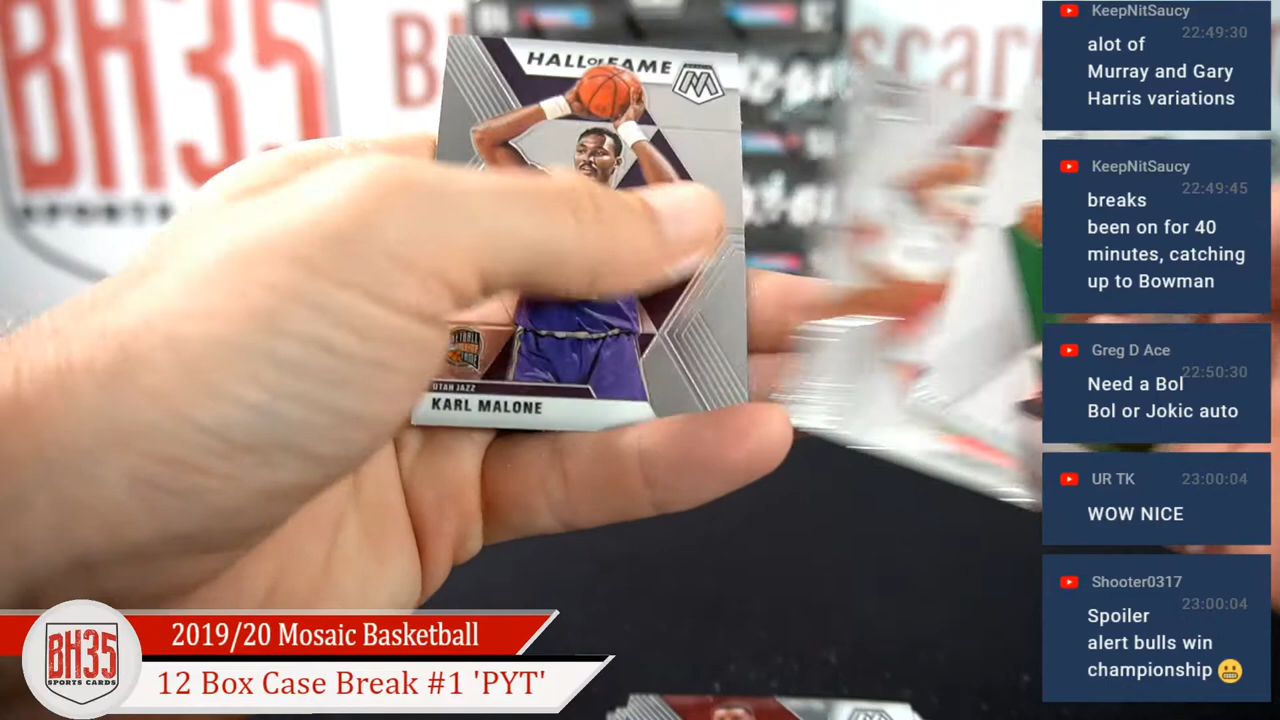 BH35
SPORTS CARDS
HALL OF FAME
UTAH JAZZ
KARL MALONE
KeepNitSaucy
22:49:30
alot of
Murray and Gary
Harris variations
KeepNitSaucy
22:49:45
breaks
been on for 40
minutes, catching
up to Bowman
Greg D Ace
22:50:30
Need a Bol
Bol or Jokic auto
UR TK 23:00:04
WOW NICE
Shooter0317
23:00:04
Spoiler
alert bulls win
championship 😬
2019/20 Mosaic Basketball
12 Box Case Break #1 'PYT'
BH35
SPORTS CARDS